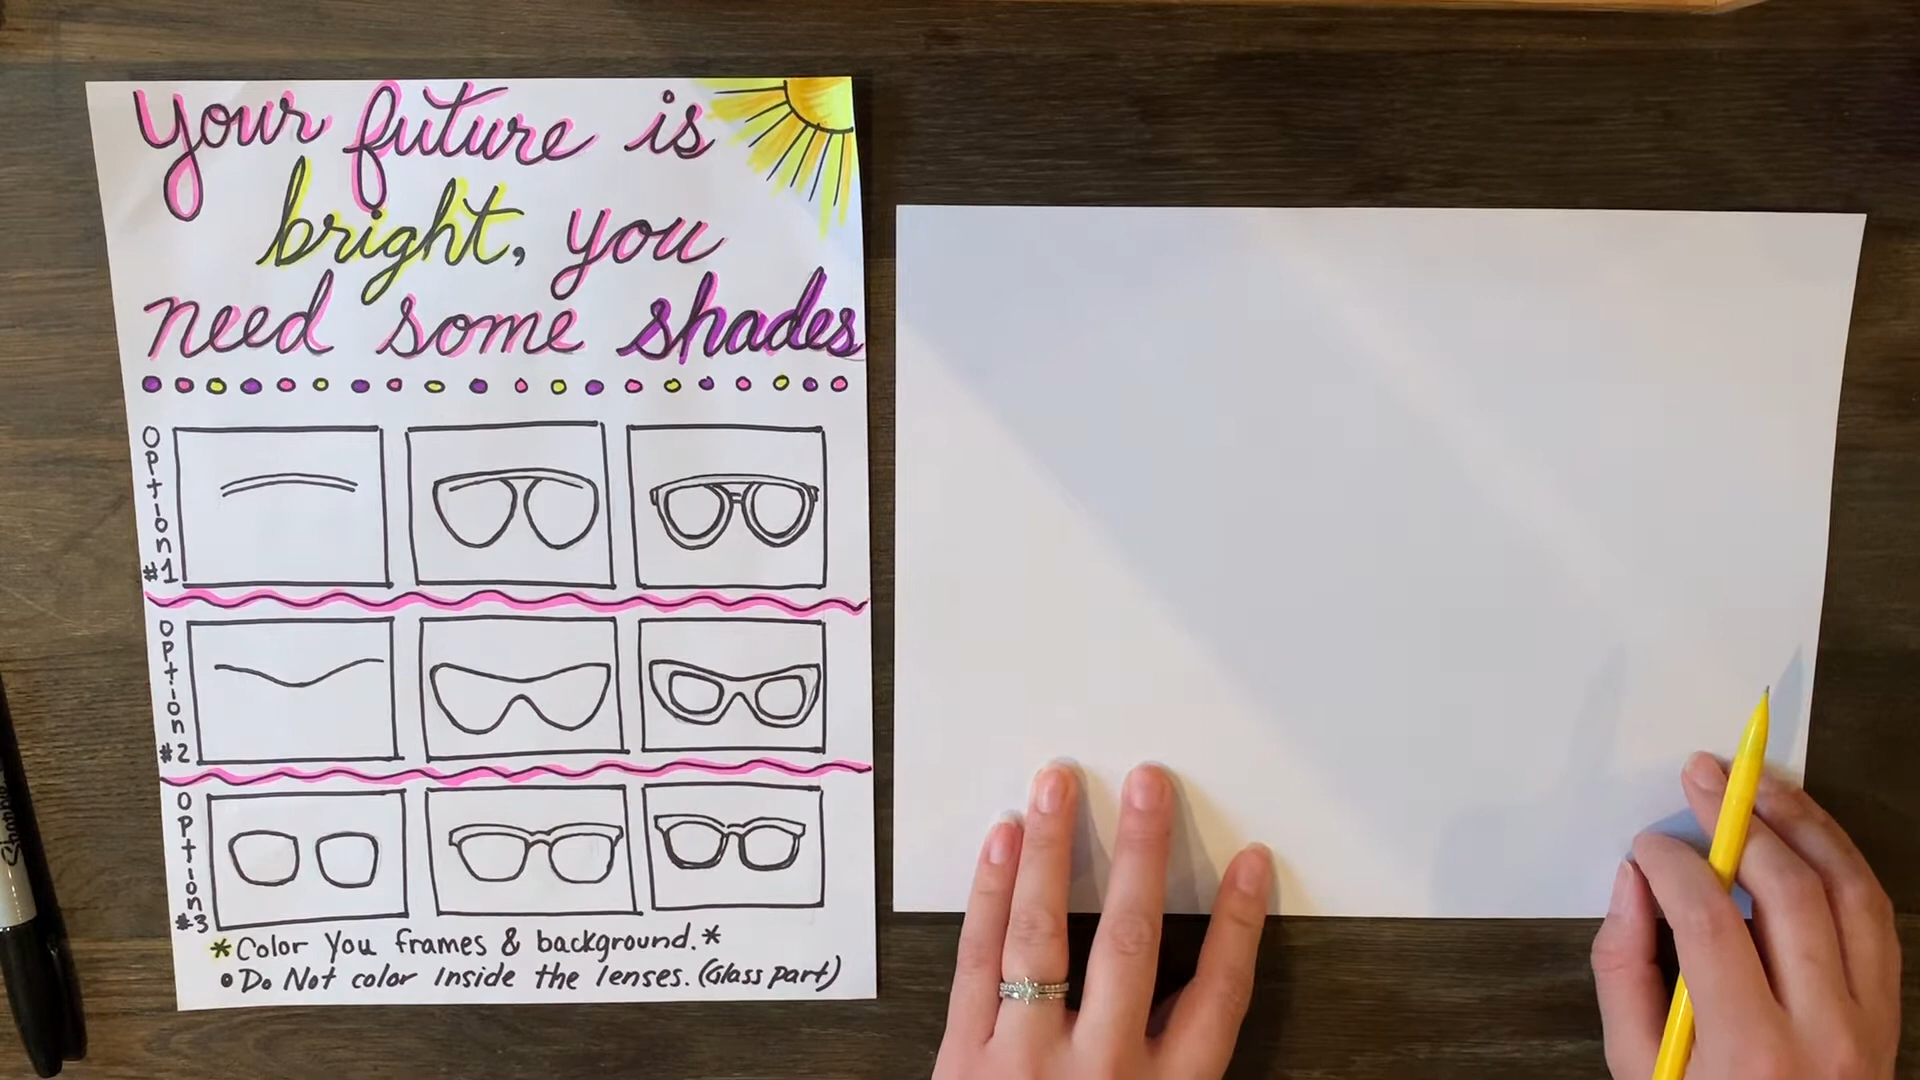 Your future is
bright, you
need some shades
Option #1
Option #2
Option #3
*Color You frames & background.*
•Do Not color Inside the lenses. (Glass part)
Sharpie